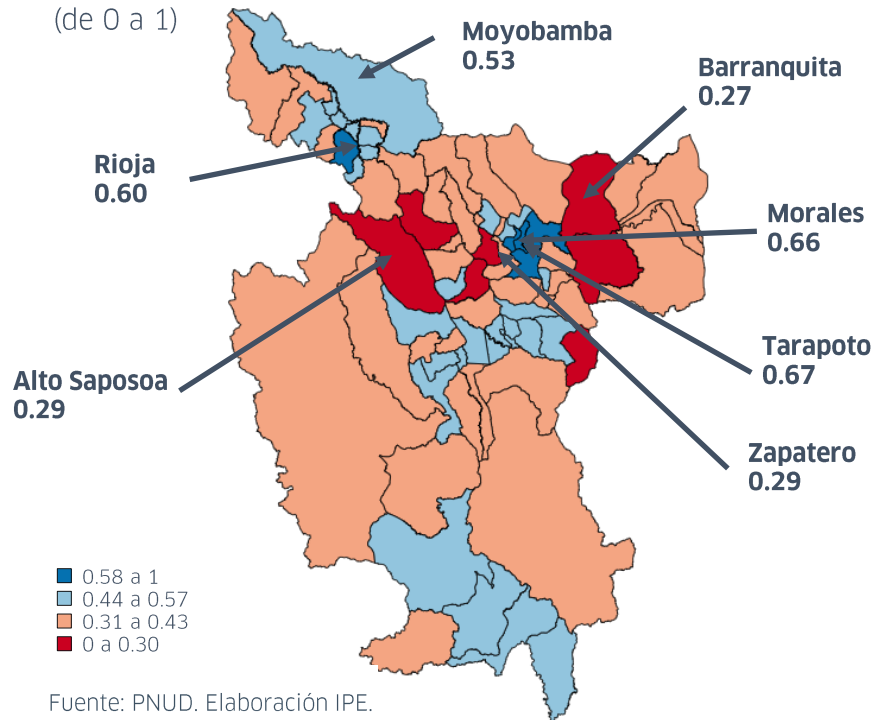 (de 0 a 1)
Moyobamba
0.53
Barranquita
0.27
Rioja
0.60
Morales
0.66
Tarapoto
0.67
Alto Saposoa
0.29
Zapatero
0.29
0.58 a 1
0.44 a 0.57
0.31 a 0.43
0 a 0.30
Fuente: PNUD. Elaboración IPE.